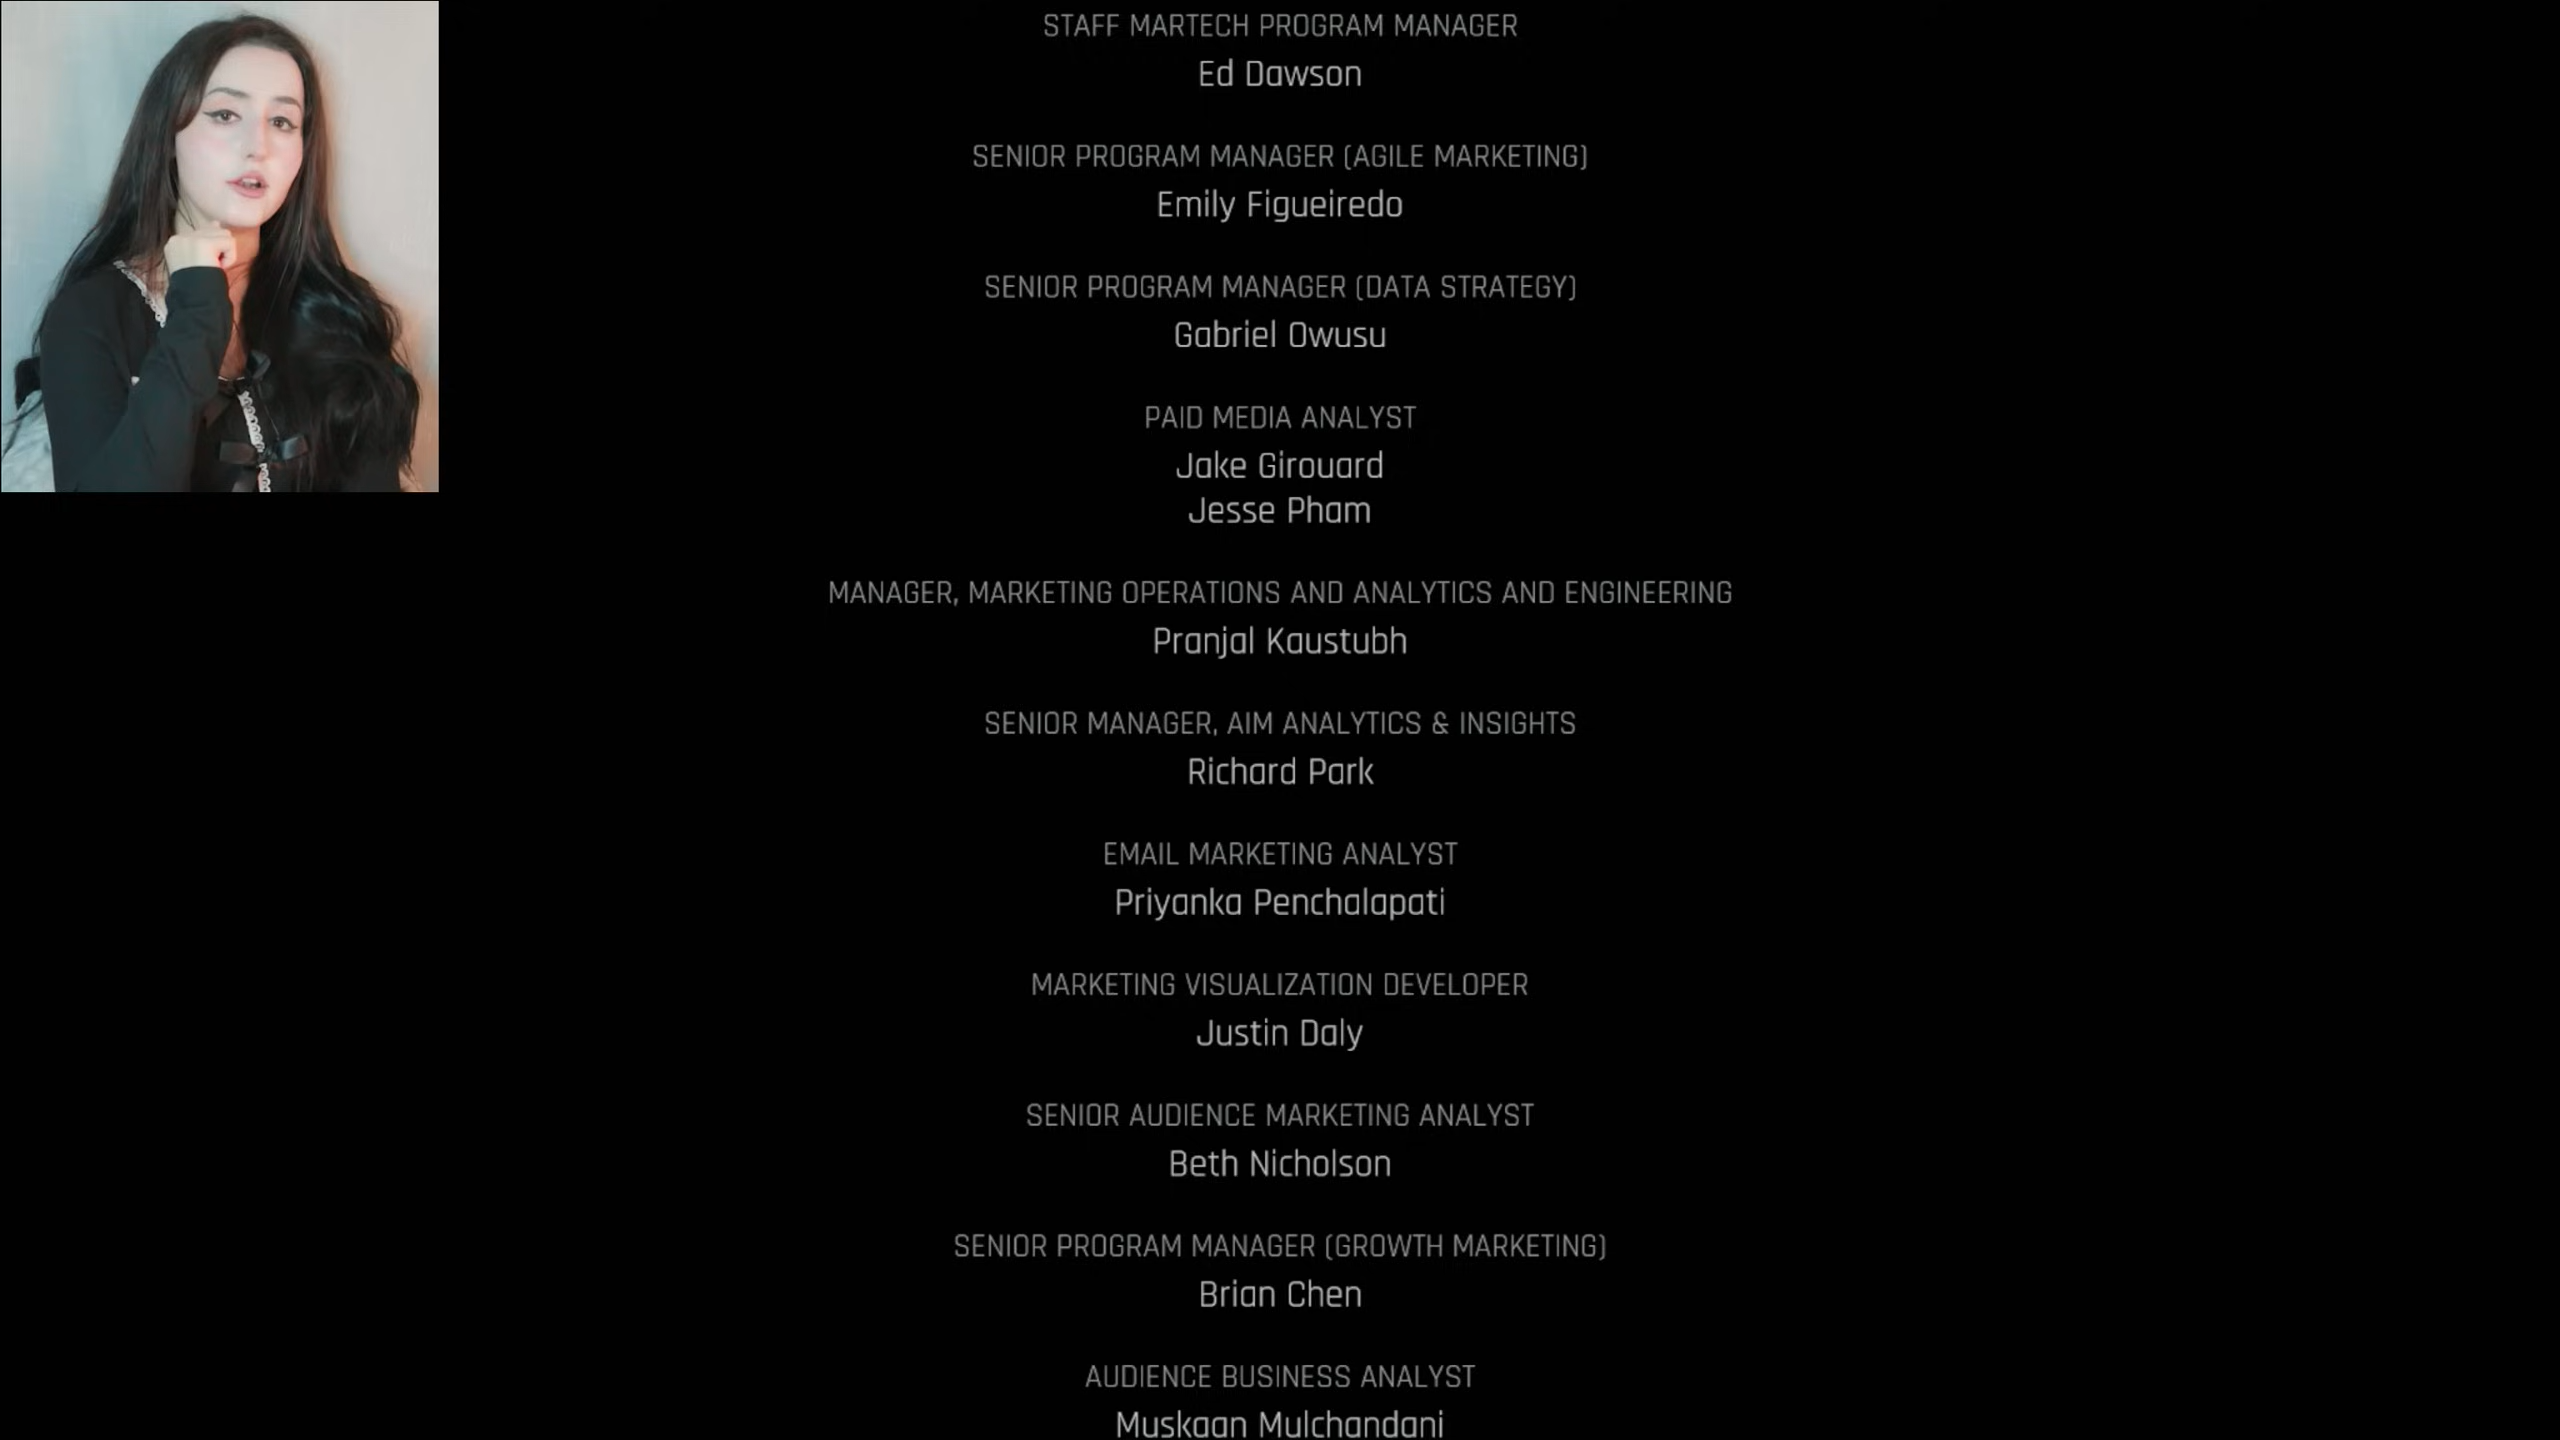 STAFF MARTECH PROGRAM MANAGER
Ed Dawson
SENIOR PROGRAM MANAGER (AGILE MARKETING)
Emily Figueiredo
SENIOR PROGRAM MANAGER (DATA STRATEGY)
Gabriel Owusu
PAID MEDIA ANALYST
Jake Girouard
Jesse Pham
MANAGER, MARKETING OPERATIONS AND ANALYTICS AND ENGINEERING
Pranjal Kaustubh
SENIOR MANAGER, AIM ANALYTICS & INSIGHTS
Richard Park
EMAIL MARKETING ANALYST
Priyanka Penchalapati
MARKETING VISUALIZATION DEVELOPER
Justin Daly
SENIOR AUDIENCE MARKETING ANALYST
Beth Nicholson
SENIOR PROGRAM MANAGER (GROWTH MARKETING)
Brian Chen
AUDIENCE BUSINESS ANALYST
Muskaan Mulchandani